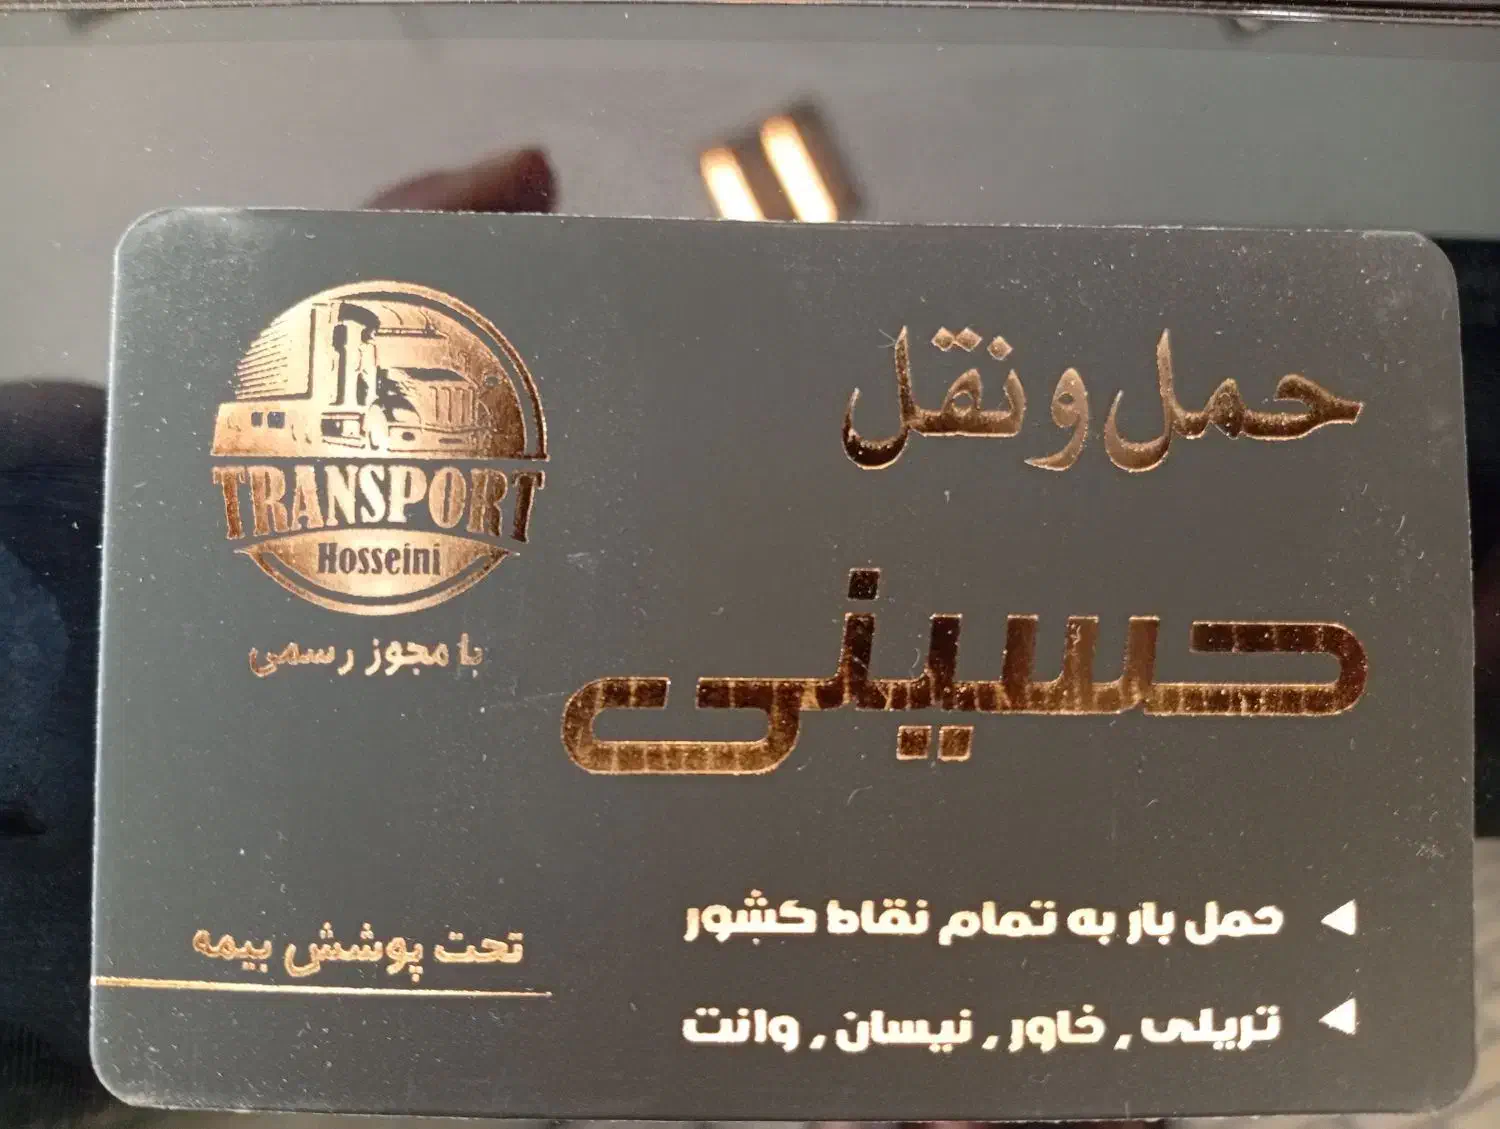 حمل و نقل
حسینی
TRANSPORT
Hosseini
با مجوز رسمی
حمل بار به تمام نقاط کشور
تریلی , خاور , نیسان , وانت
تحت پوشش بیمه